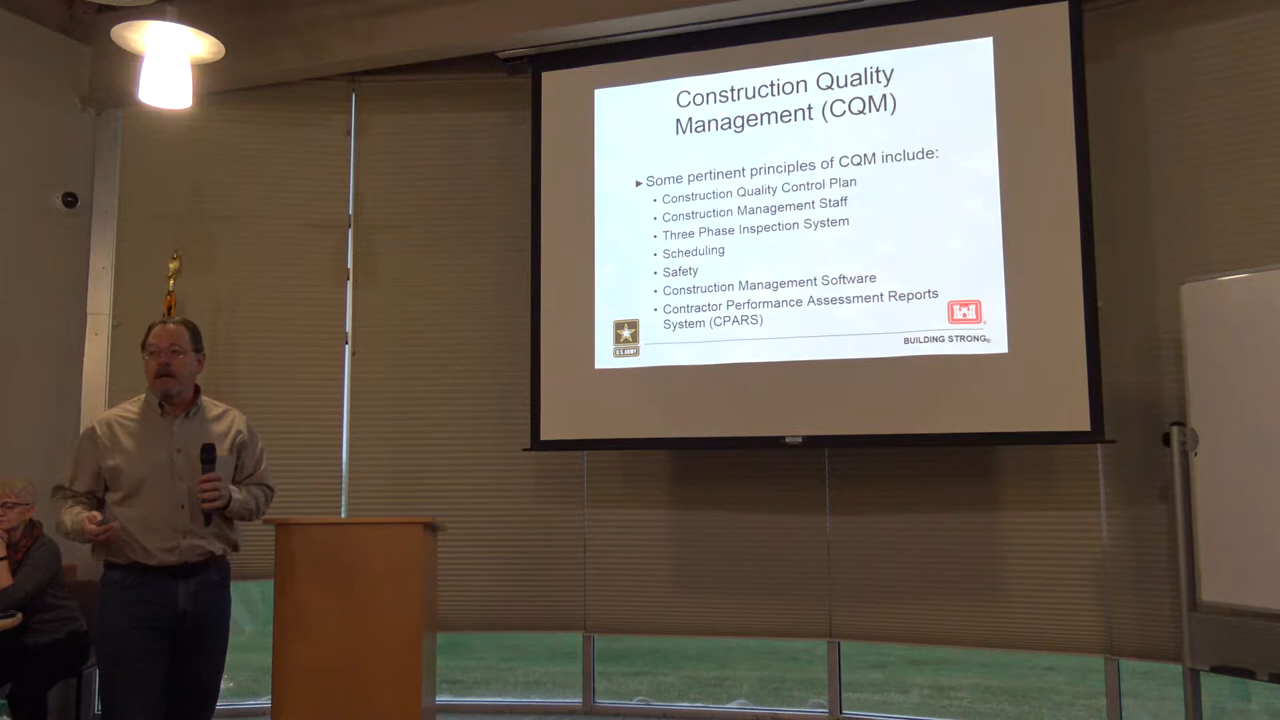 Construction Quality
Management (CQM)
►Some pertinent principles of CQM include:
• Construction Quality Control Plan
• Construction Management Staff
• Three Phase Inspection System
• Scheduling
• Safety
• Construction Management Software
• Contractor Performance Assessment Reports
System (CPARS)
U.S.ARMY
BUILDING STRONG®